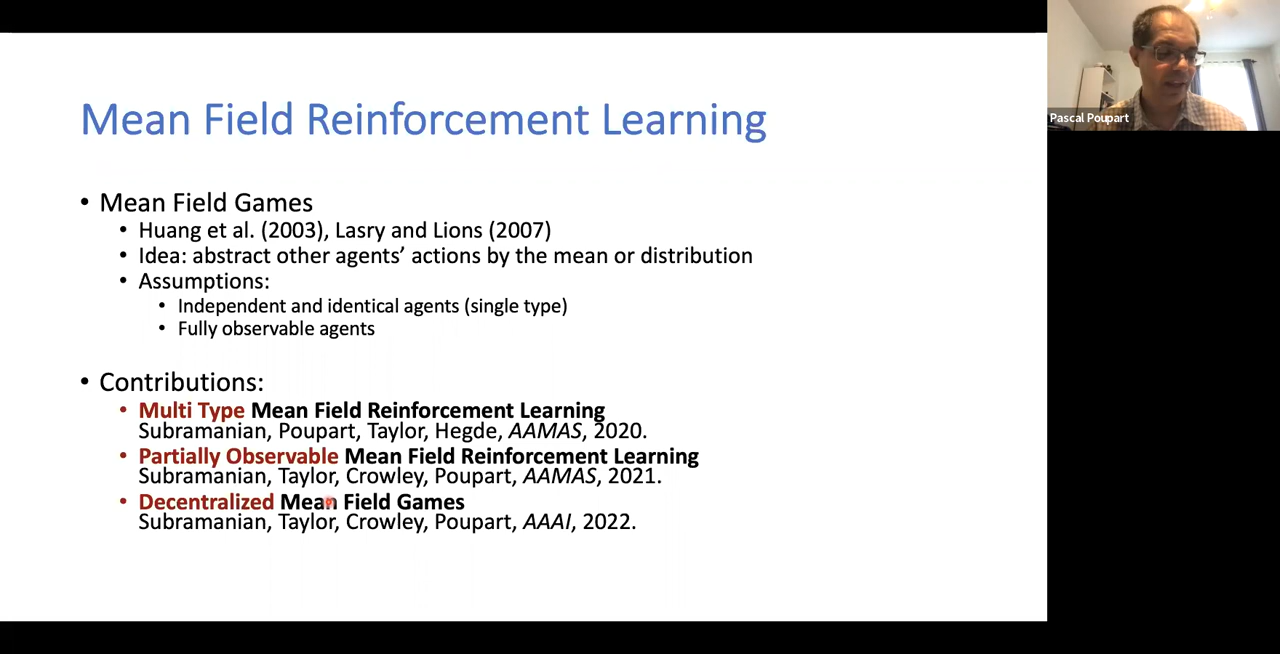 Mean Field Reinforcement Learning
• Mean Field Games
• Huang et al. (2003), Lasry and Lions (2007)
• Idea: abstract other agents’ actions by the mean or distribution
• Assumptions:
• Independent and identical agents (single type)
• Fully observable agents
• Contributions:
• Multi Type Mean Field Reinforcement Learning
Subramanian, Poupart, Taylor, Hegde, AAMAS, 2020.
• Partially Observable Mean Field Reinforcement Learning
Subramanian, Taylor, Crowley, Poupart, AAMAS, 2021.
• Decentralized Mean Field Games
Subramanian, Taylor, Crowley, Poupart, AAAI, 2022.
Pascal Poupart